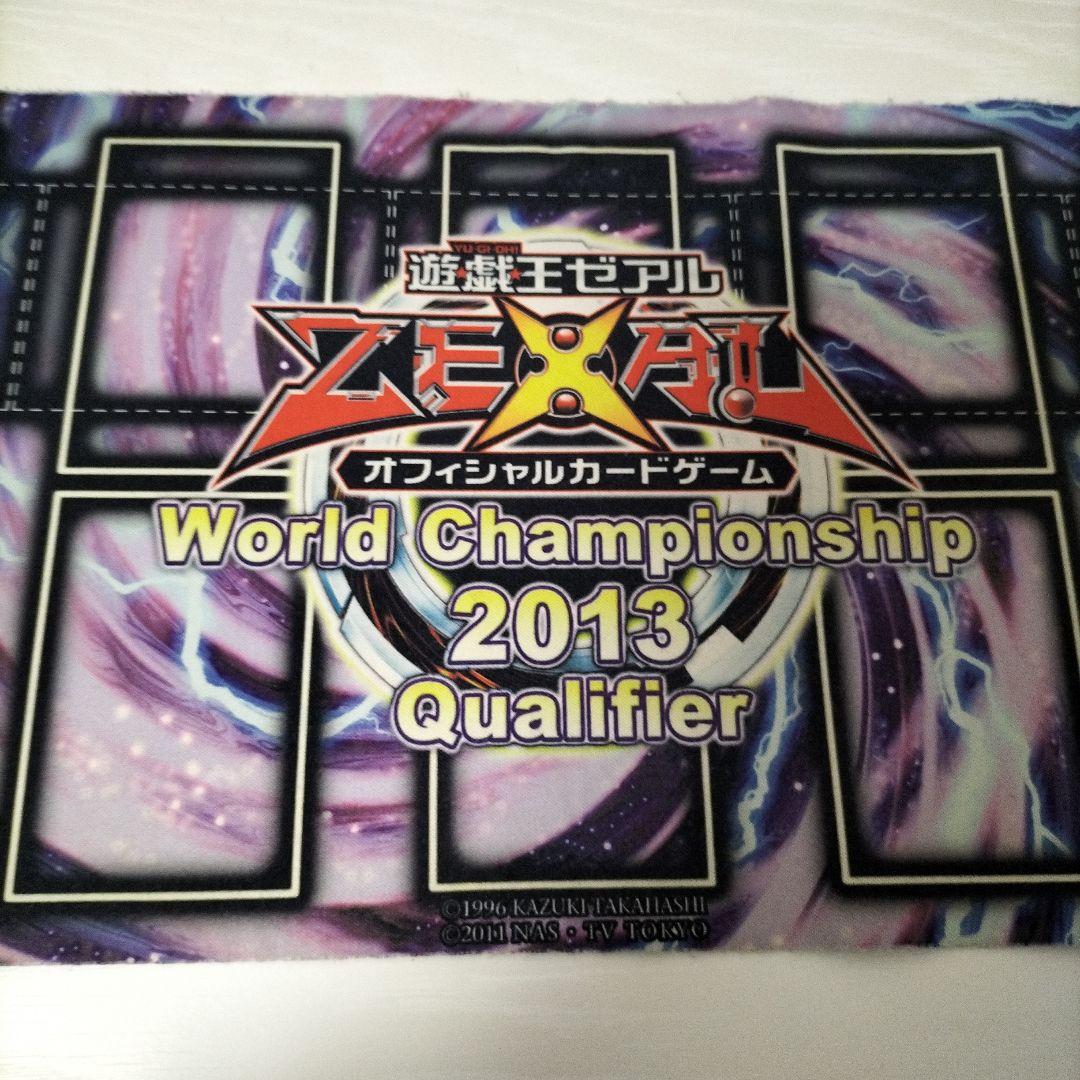 YU-GI-OH!
遊☆戯☆王ゼアル
ZEXAL
オフィシャルカードゲーム
World Championship
2013
Qualifier
©1996 KAZUKI TAKAHASHI
©2011 NAS・TV TOKYO